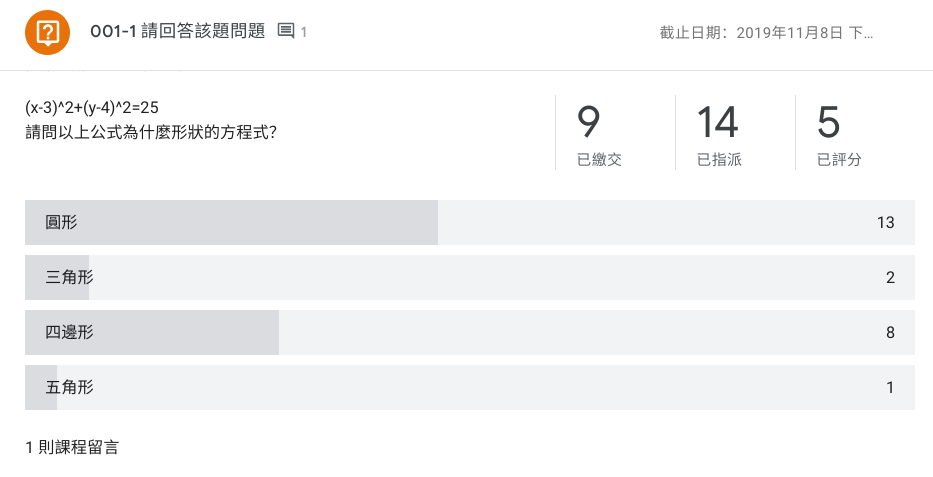 001-1 請回答該題問題 1
截止日期：2019年11月8日 下…
(x-3)^2+(y-4)^2=25
請問以上公式為什麼形狀的方程式？
9 14 5
已繳交 已指派 已評分
圓形 13
三角形 2
四邊形 8
五角形 1
1 則課程留言